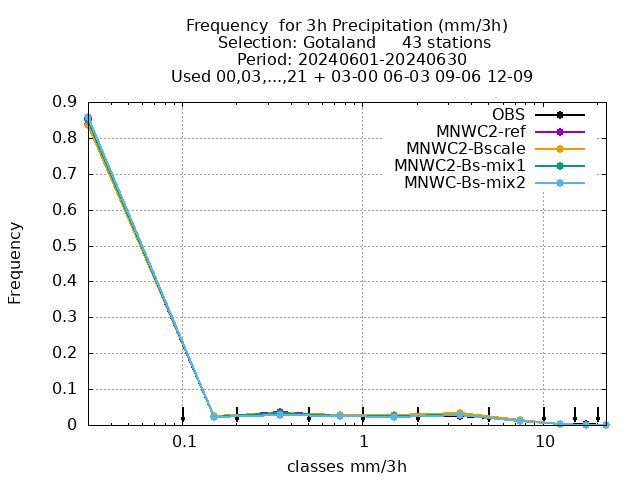 Frequency  for 3h Precipitation (mm/3h)
Selection: Gotaland     43 stations
Period: 20240601-20240630
Used 00,03,...,21 + 03-00 06-03 09-06 12-09
OBS
MNWC2-ref
MNWC2-Bscale
MNWC2-Bs-mix1
MNWC-Bs-mix2
Frequency
0.9
0.8
0.7
0.6
0.5
0.4
0.3
0.2
0.1
0
0.1 1 10
classes mm/3h